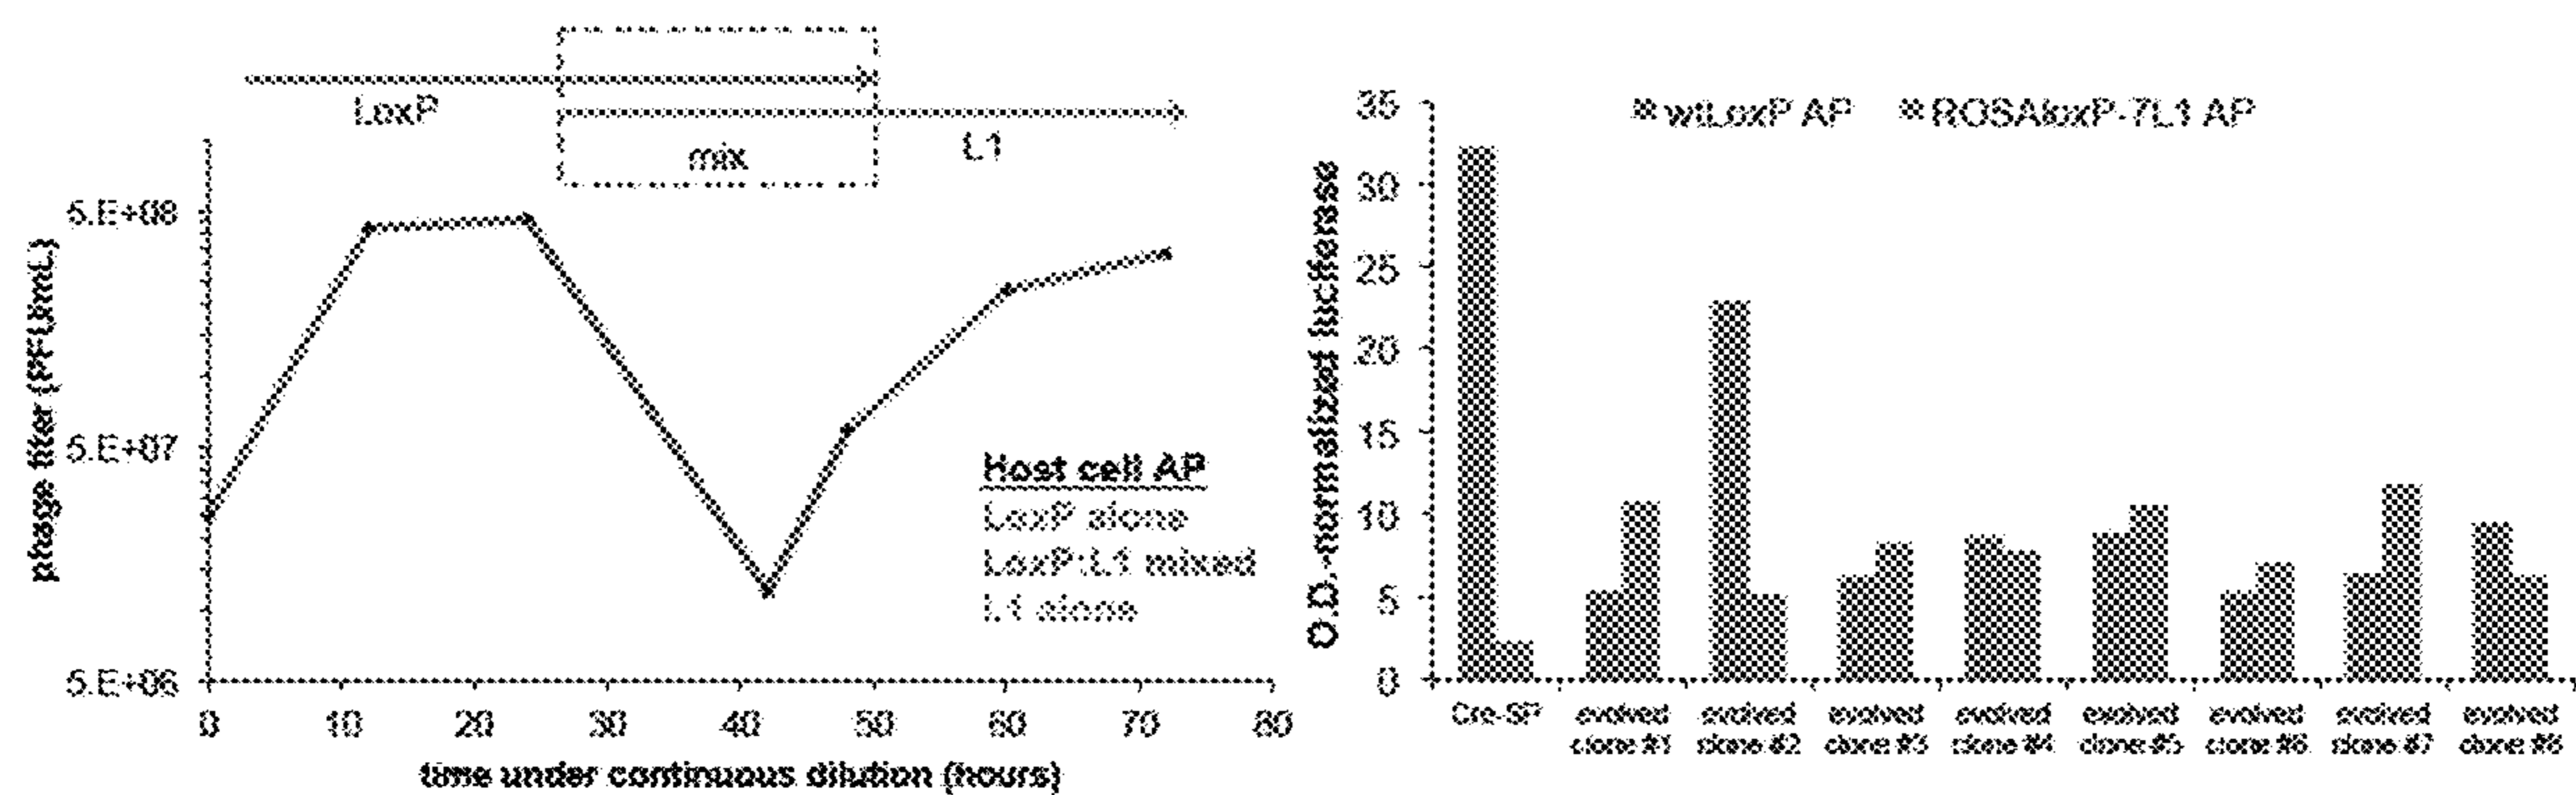 LoxP
mix
L1
phage titer (PFU/mL)
5.E+08
5.E+07
5.E+06
0 10 20 30 40 50 60 70 80
time under continuous dilution (hours)
Host cell AP
LoxP alone
LoxP:L1 mixed
L1 alone
wtLoxP AP
ROSAloxP-7L1 AP
O.D.-normalized luciferase
35
30
25
20
15
10
5
0
Cre-SP
evolved clone #1
evolved clone #2
evolved clone #3
evolved clone #4
evolved clone #5
evolved clone #6
evolved clone #7
evolved clone #8